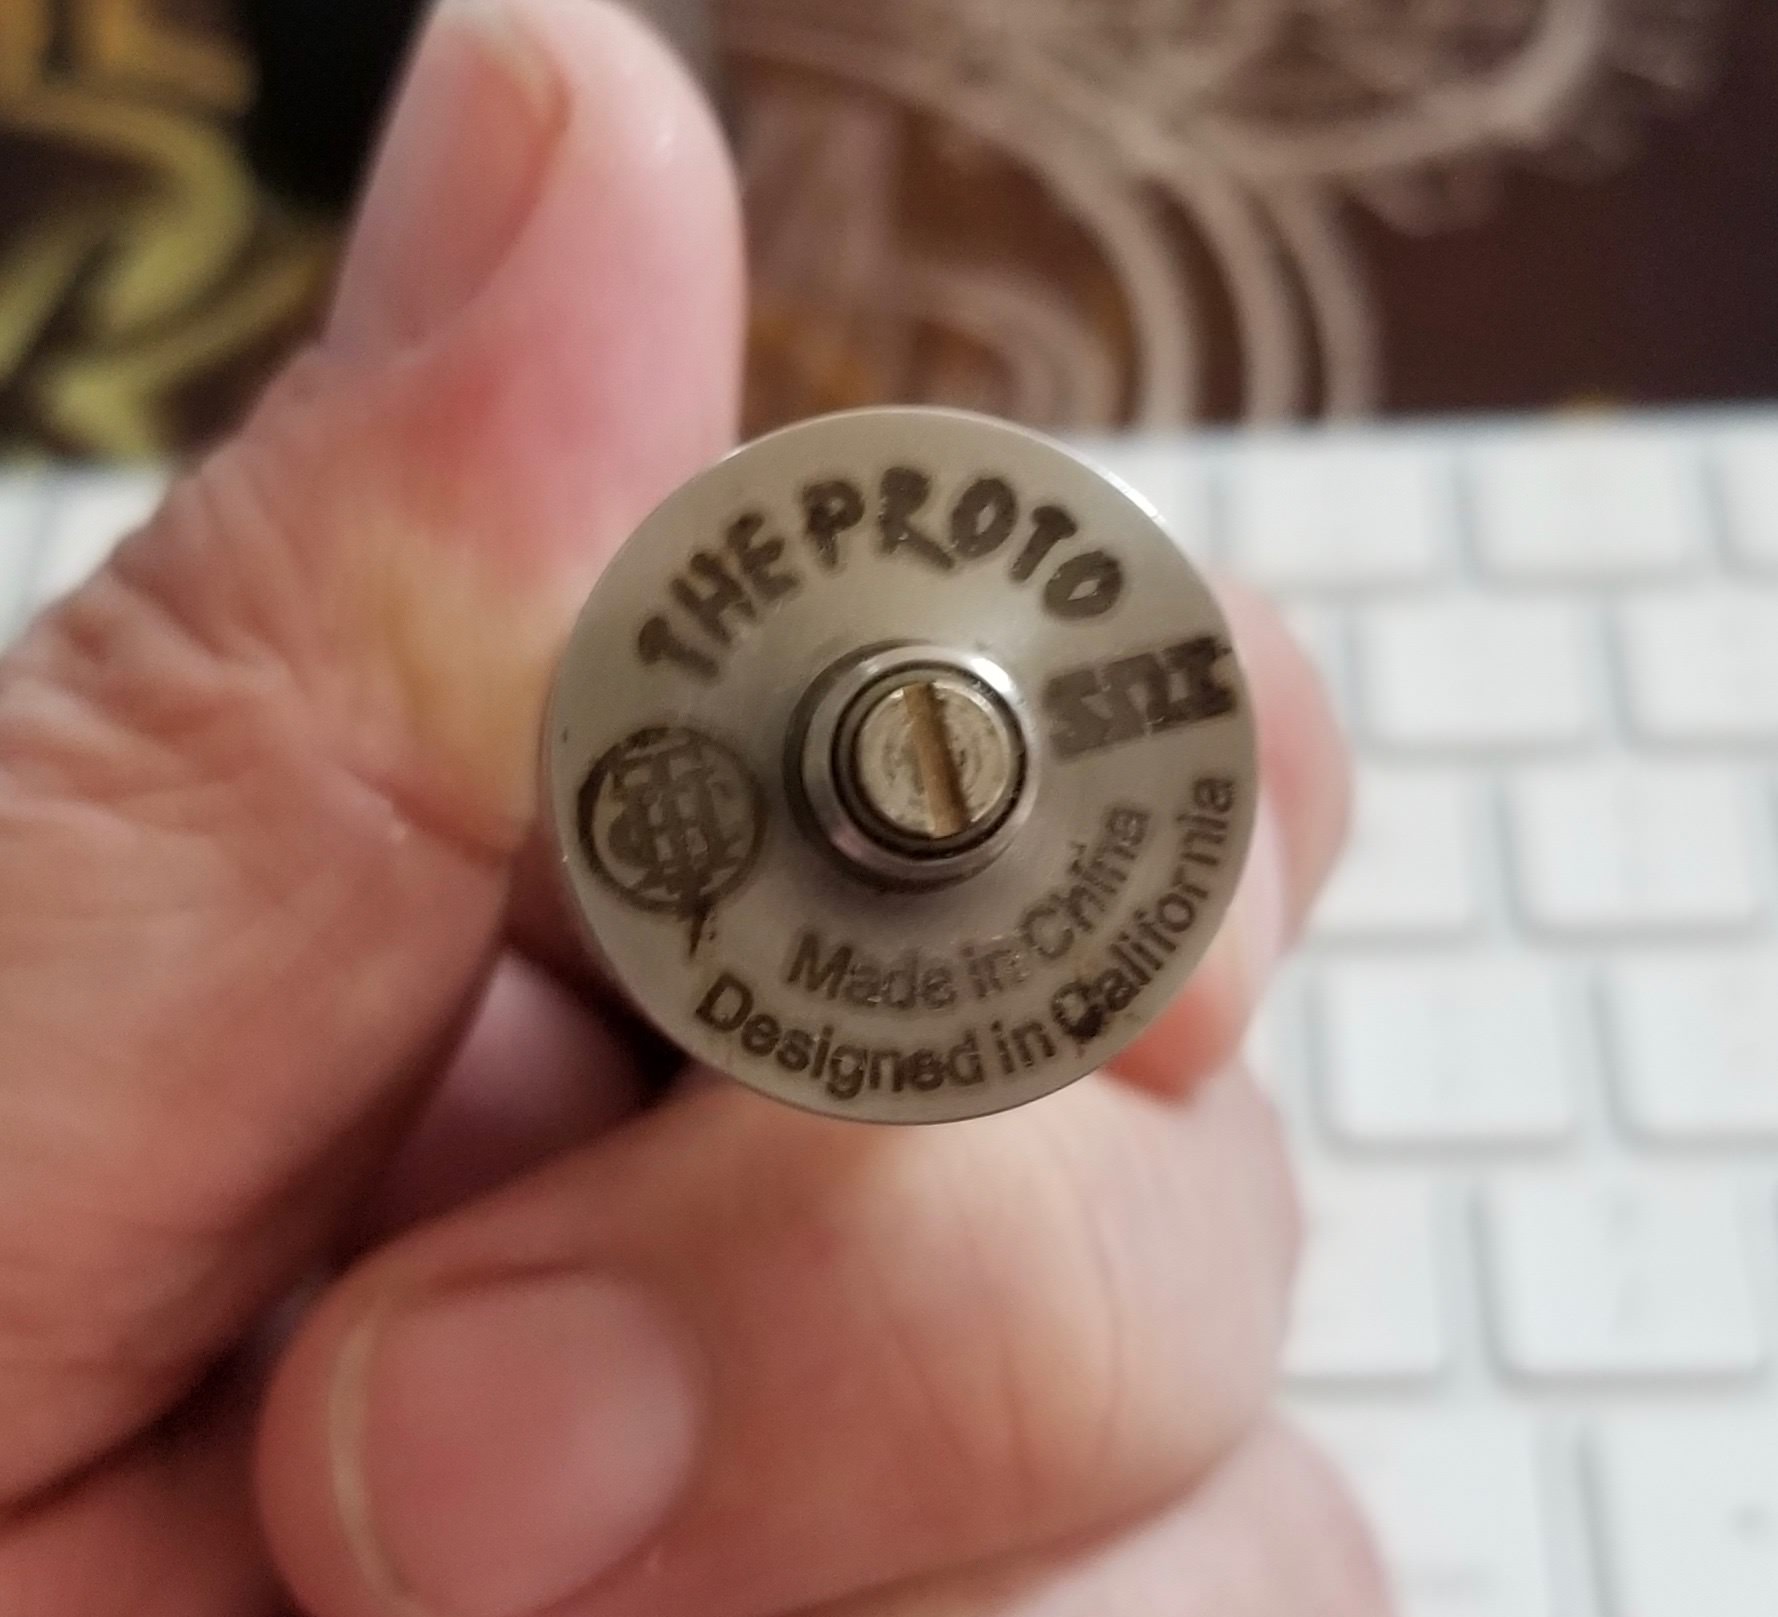 THE PROTO
Made in China
Designed in California